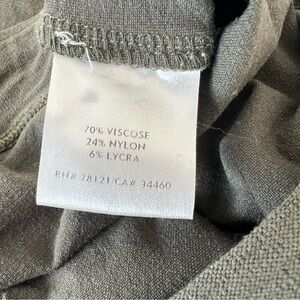 70% VISCOSE
24% NYLON
6% LYCRA
RN# 78121/CA# 34460